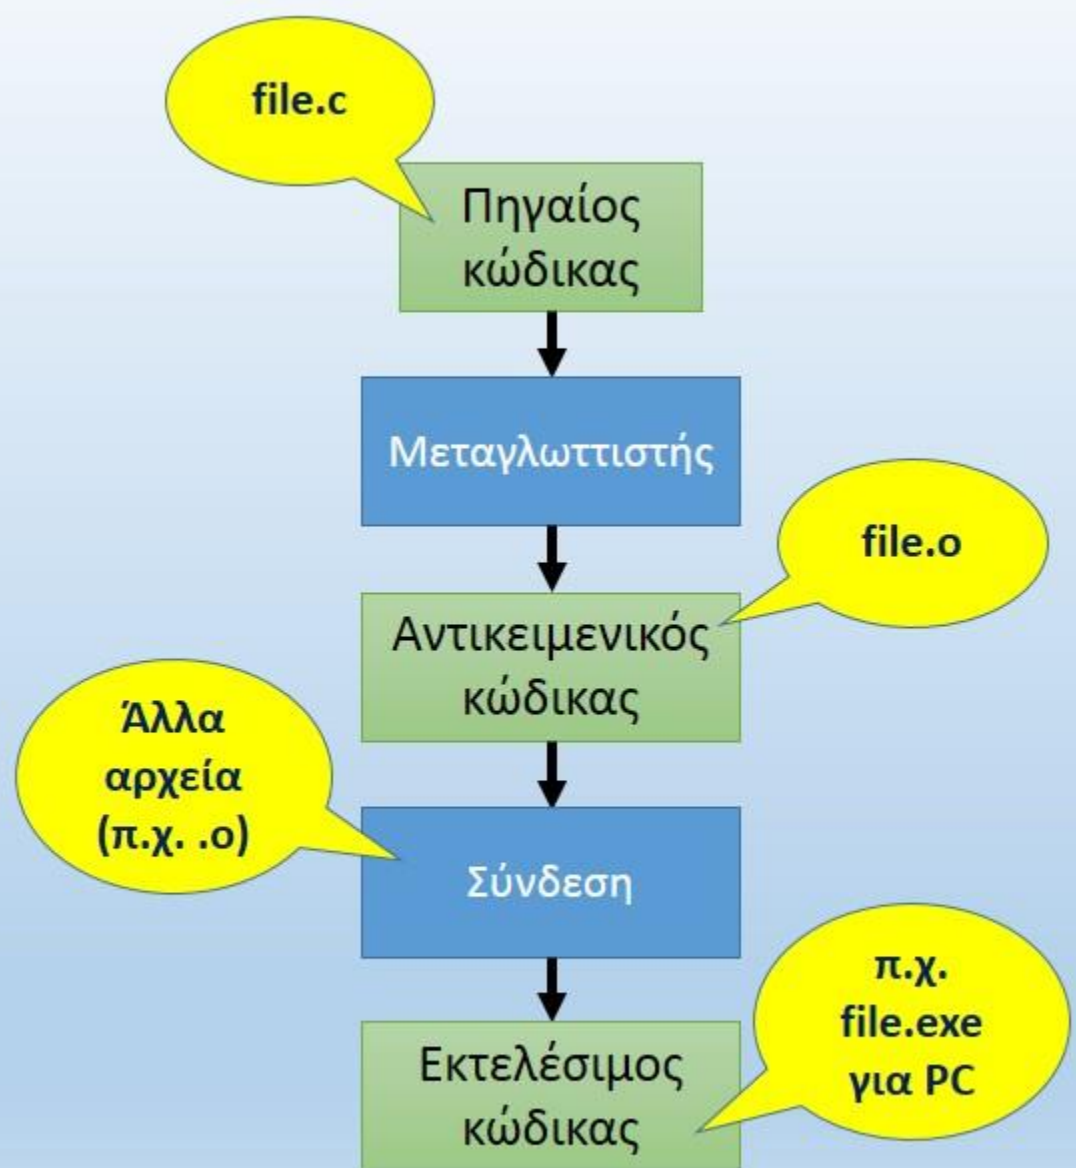 file.c
Πηγαίος
κώδικας
Μεταγλωττιστής
file.o
Αντικειμενικός
κώδικας
Άλλα
αρχεία
(π.χ. .o)
Σύνδεση
π.χ.
file.exe
για PC
Εκτελέσιμος
κώδικας